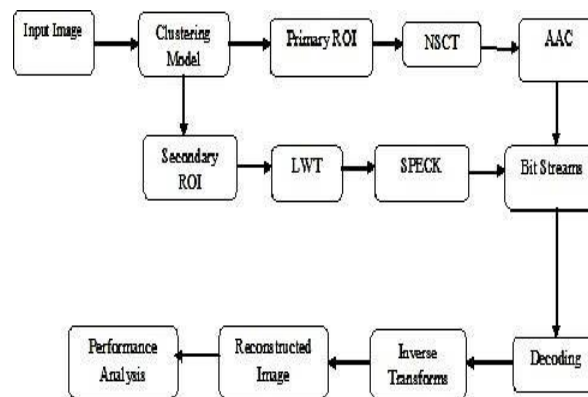 Input Image
Clustering
Model
Primary ROI
NSCT
AAC
Secondary
ROI
LWT
SPECK
Bit Streams
Performance
Analysis
Reconstructed
Image
Inverse
Transforms
Decoding